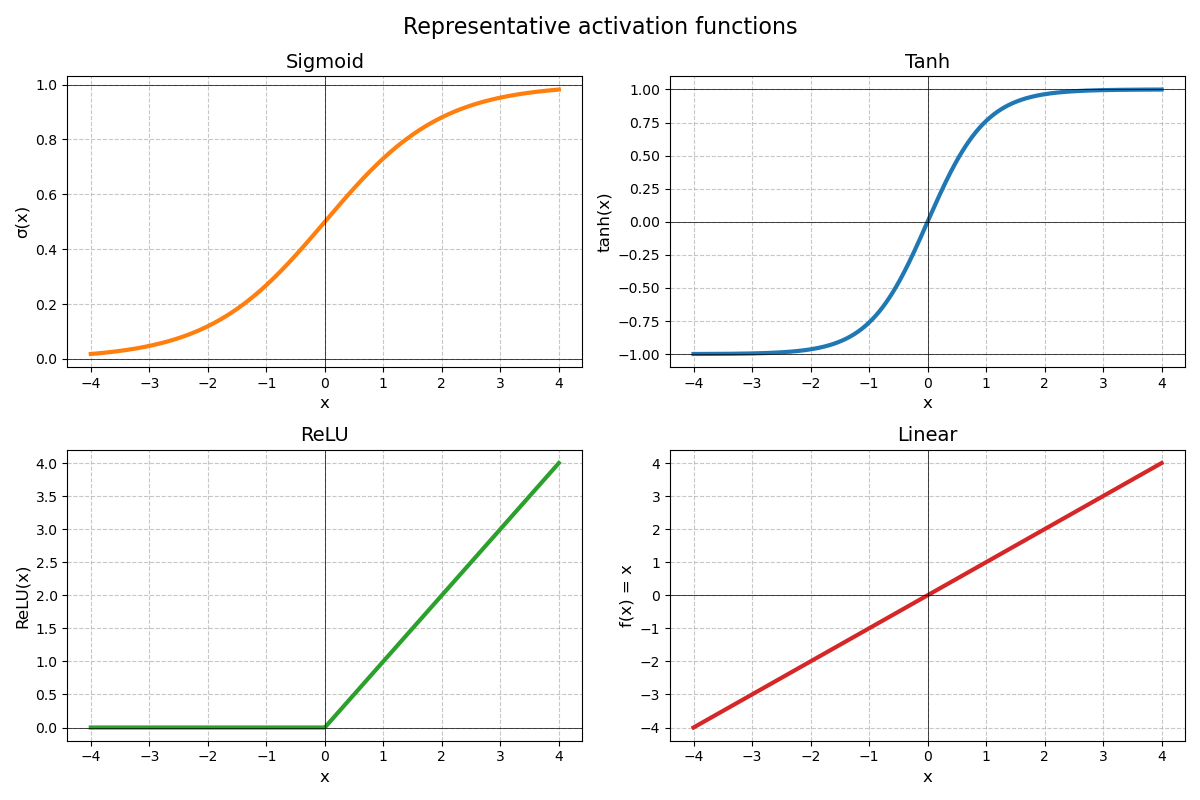 Representative activation functions
Sigmoid
1.0
0.8
0.6
0.4
0.2
0.0
σ(x)
−4 −3 −2 −1 0 1 2 3 4
x
Tanh
1.00
0.75
0.50
0.25
0.00
−0.25
−0.50
−0.75
−1.00
tanh(x)
−4 −3 −2 −1 0 1 2 3 4
x
ReLU
4.0
3.5
3.0
2.5
2.0
1.5
1.0
0.5
0.0
ReLU(x)
−4 −3 −2 −1 0 1 2 3 4
x
Linear
4
3
2
1
0
−1
−2
−3
−4
f(x) = x
−4 −3 −2 −1 0 1 2 3 4
x